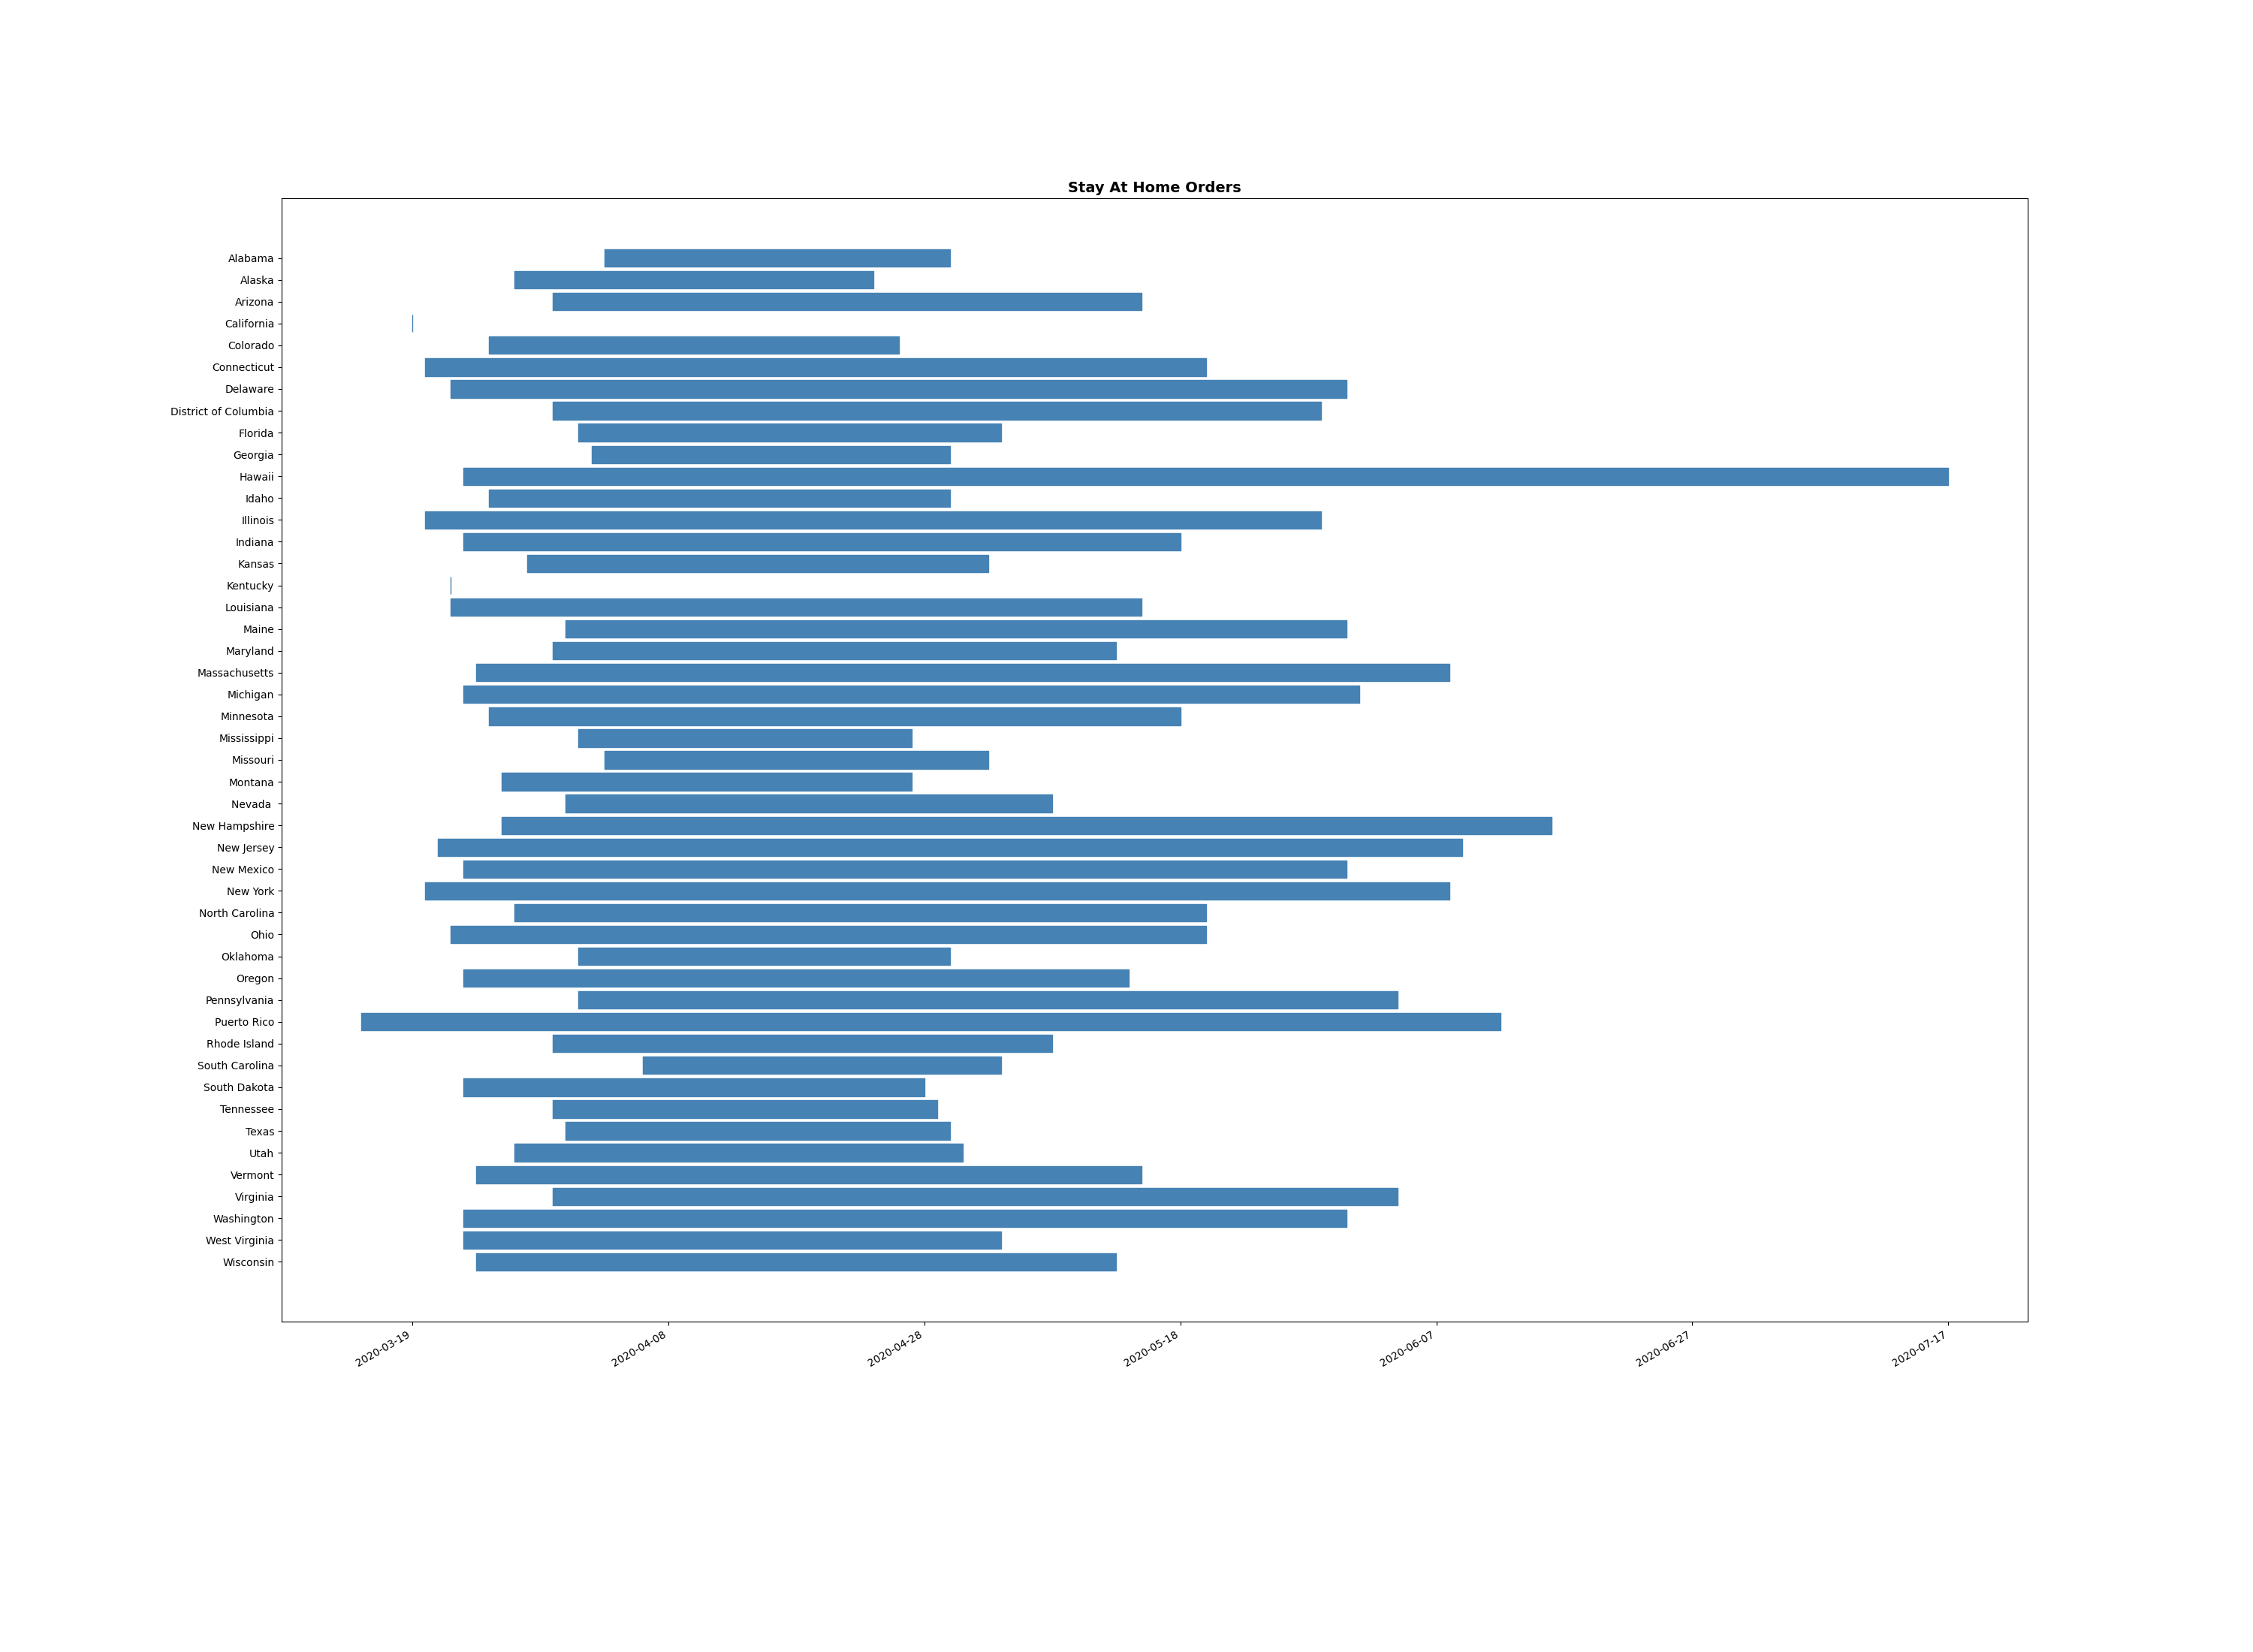 Stay At Home Orders
Alabama
Alaska
Arizona
California
Colorado
Connecticut
Delaware
District of Columbia
Florida
Georgia
Hawaii
Idaho
Illinois
Indiana
Kansas
Kentucky
Louisiana
Maine
Maryland
Massachusetts
Michigan
Minnesota
Mississippi
Missouri
Montana
Nevada
New Hampshire
New Jersey
New Mexico
New York
North Carolina
Ohio
Oklahoma
Oregon
Pennsylvania
Puerto Rico
Rhode Island
South Carolina
South Dakota
Tennessee
Texas
Utah
Vermont
Virginia
Washington
West Virginia
Wisconsin
2020-03-19
2020-04-08
2020-04-28
2020-05-18
2020-06-07
2020-06-27
2020-07-17